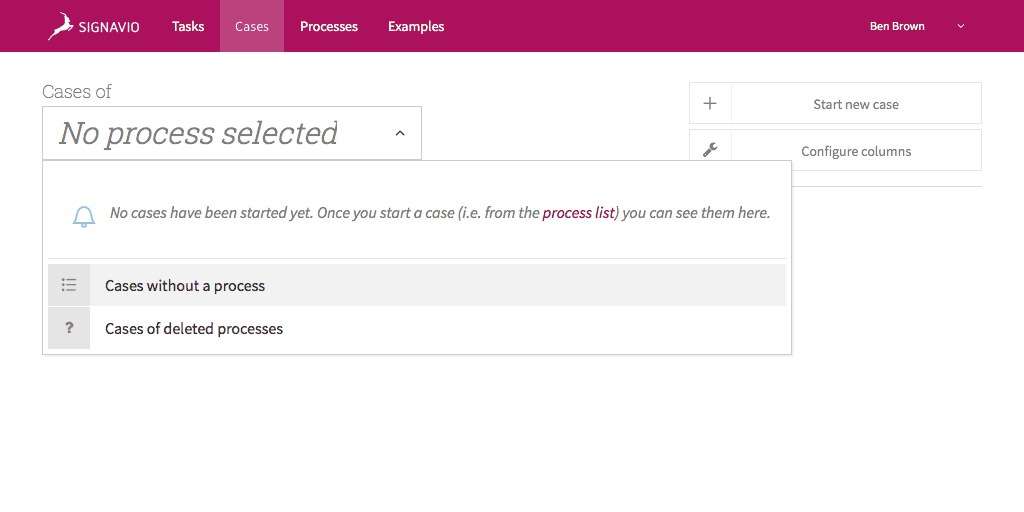 SIGNAVIO Tasks Cases Processes Examples Ben Brown
Cases of
No process selected
+ Start new case
Configure columns
No cases have been started yet. Once you start a case (i.e. from the process list) you can see them here.
Cases without a process
? Cases of deleted processes